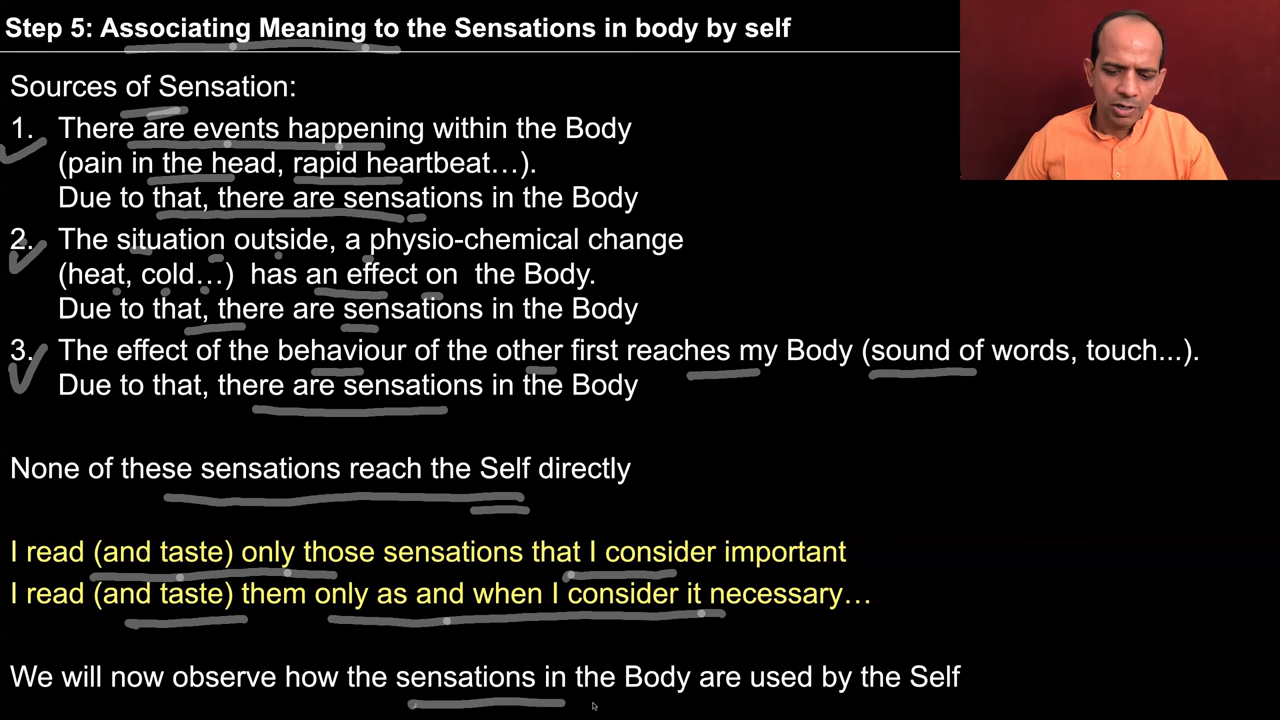 Step 5: Associating Meaning to the Sensations in body by self
Sources of Sensation:
1. There are events happening within the Body
(pain in the head, rapid heartbeat…).
Due to that, there are sensations in the Body
2. The situation outside, a physio-chemical change
(heat, cold…) has an effect on the Body.
Due to that, there are sensations in the Body
3. The effect of the behaviour of the other first reaches my Body (sound of words, touch...).
Due to that, there are sensations in the Body
None of these sensations reach the Self directly
I read (and taste) only those sensations that I consider important
I read (and taste) them only as and when I consider it necessary…
We will now observe how the sensations in the Body are used by the Self